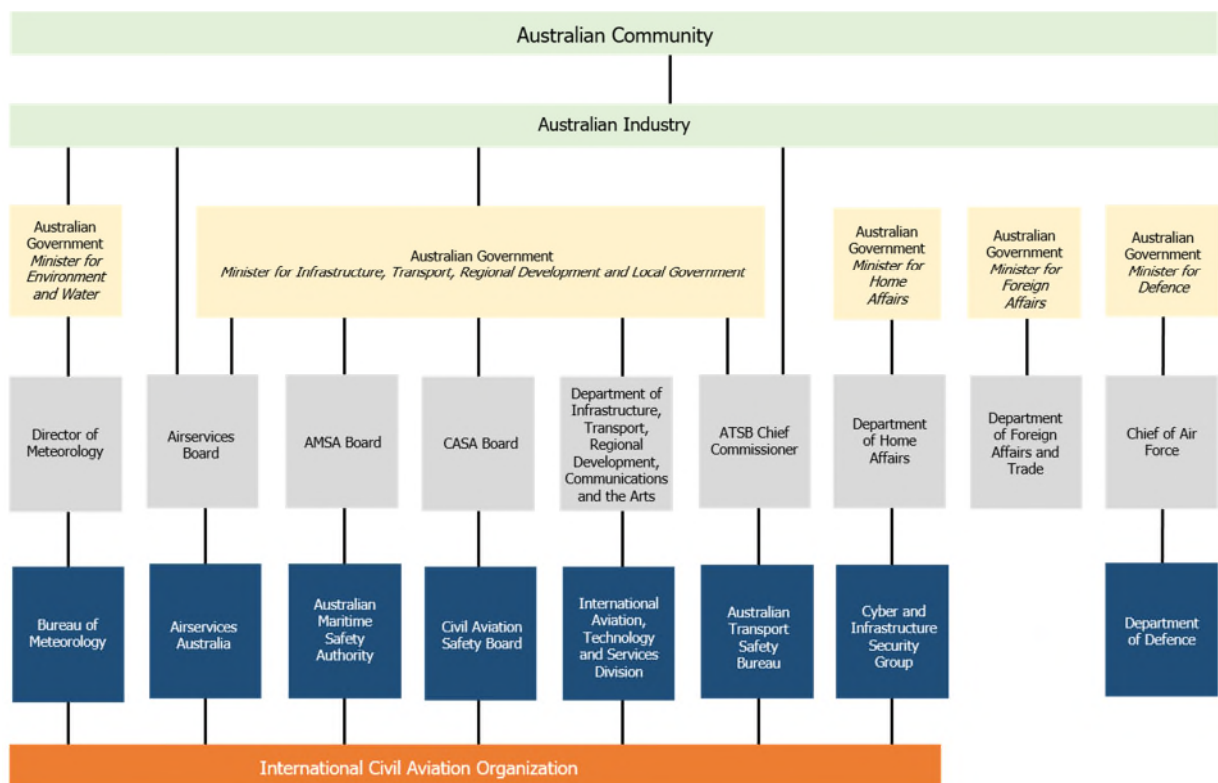 Australian Community
Australian Industry
Australian
Government
Minister for
Environment
and Water
Australian Government
Minister for Infrastructure, Transport, Regional Development and Local Government
Australian
Government
Minister for
Home
Affairs
Australian
Government
Minister for
Foreign
Affairs
Australian
Government
Minister for
Defence
Director of
Meteorology
Airservices
Board
AMSA Board
CASA Board
Department of
Infrastructure,
Transport,
Regional
Development,
Communications
and the Arts
ATSB Chief
Commissioner
Department
of Home
Affairs
Department
of Foreign
Affairs and
Trade
Chief of Air
Force
Bureau of
Meteorology
Airservices
Australia
Australian
Maritime
Safety
Authority
Civil Aviation
Safety Board
International
Aviation,
Technology
and Services
Division
Australian
Transport
Safety
Bureau
Cyber and
Infrastructure
Security
Group
Department
of Defence
International Civil Aviation Organization